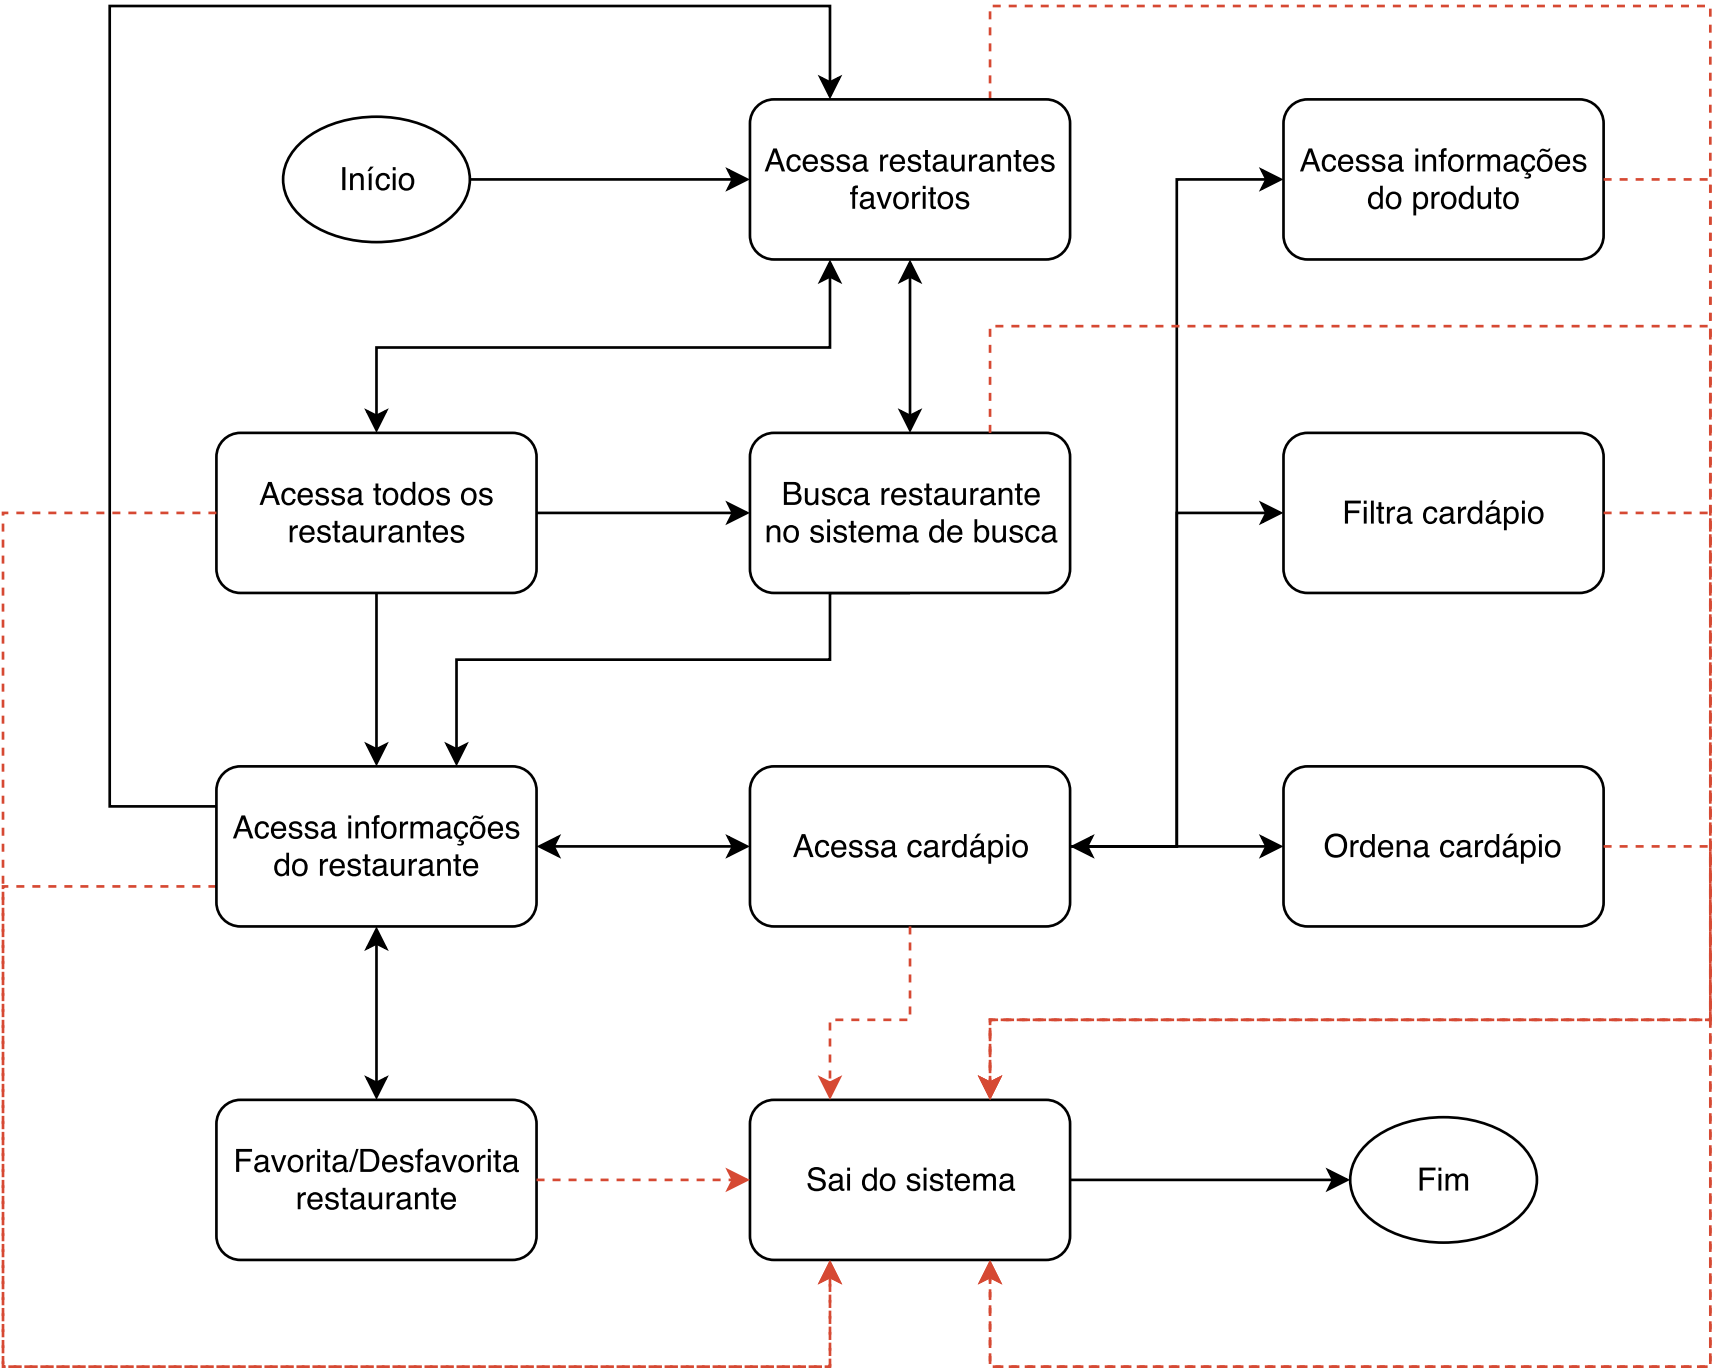 Início
Acessa restaurantes
favoritos
Acessa informações
do produto
Acessa todos os
restaurantes
Busca restaurante
no sistema de busca
Filtra cardápio
Acessa informações
do restaurante
Acessa cardápio
Ordena cardápio
Favorita/Desfavorita
restaurante
Sai do sistema
Fim